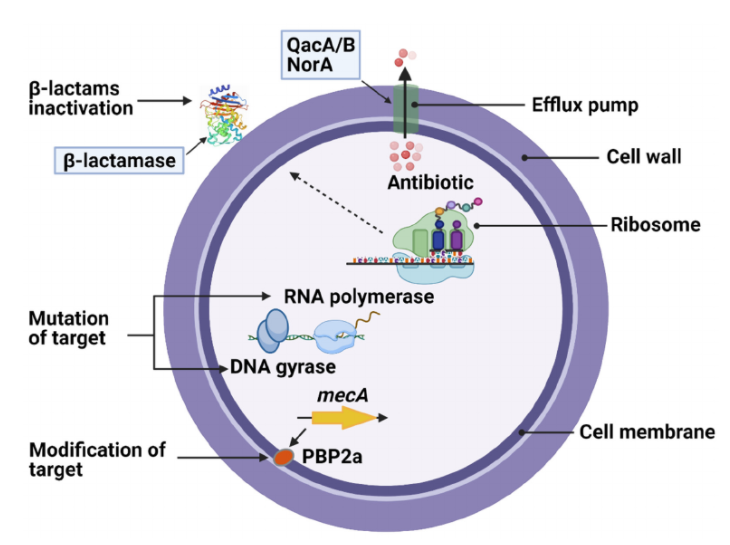 QacA/B
NorA
β-lactams
inactivation
β-lactamase
Efflux pump
Cell wall
Antibiotic
Ribosome
RNA polymerase
Mutation
of target
DNA gyrase
mecA
Cell membrane
Modification of
target
PBP2a